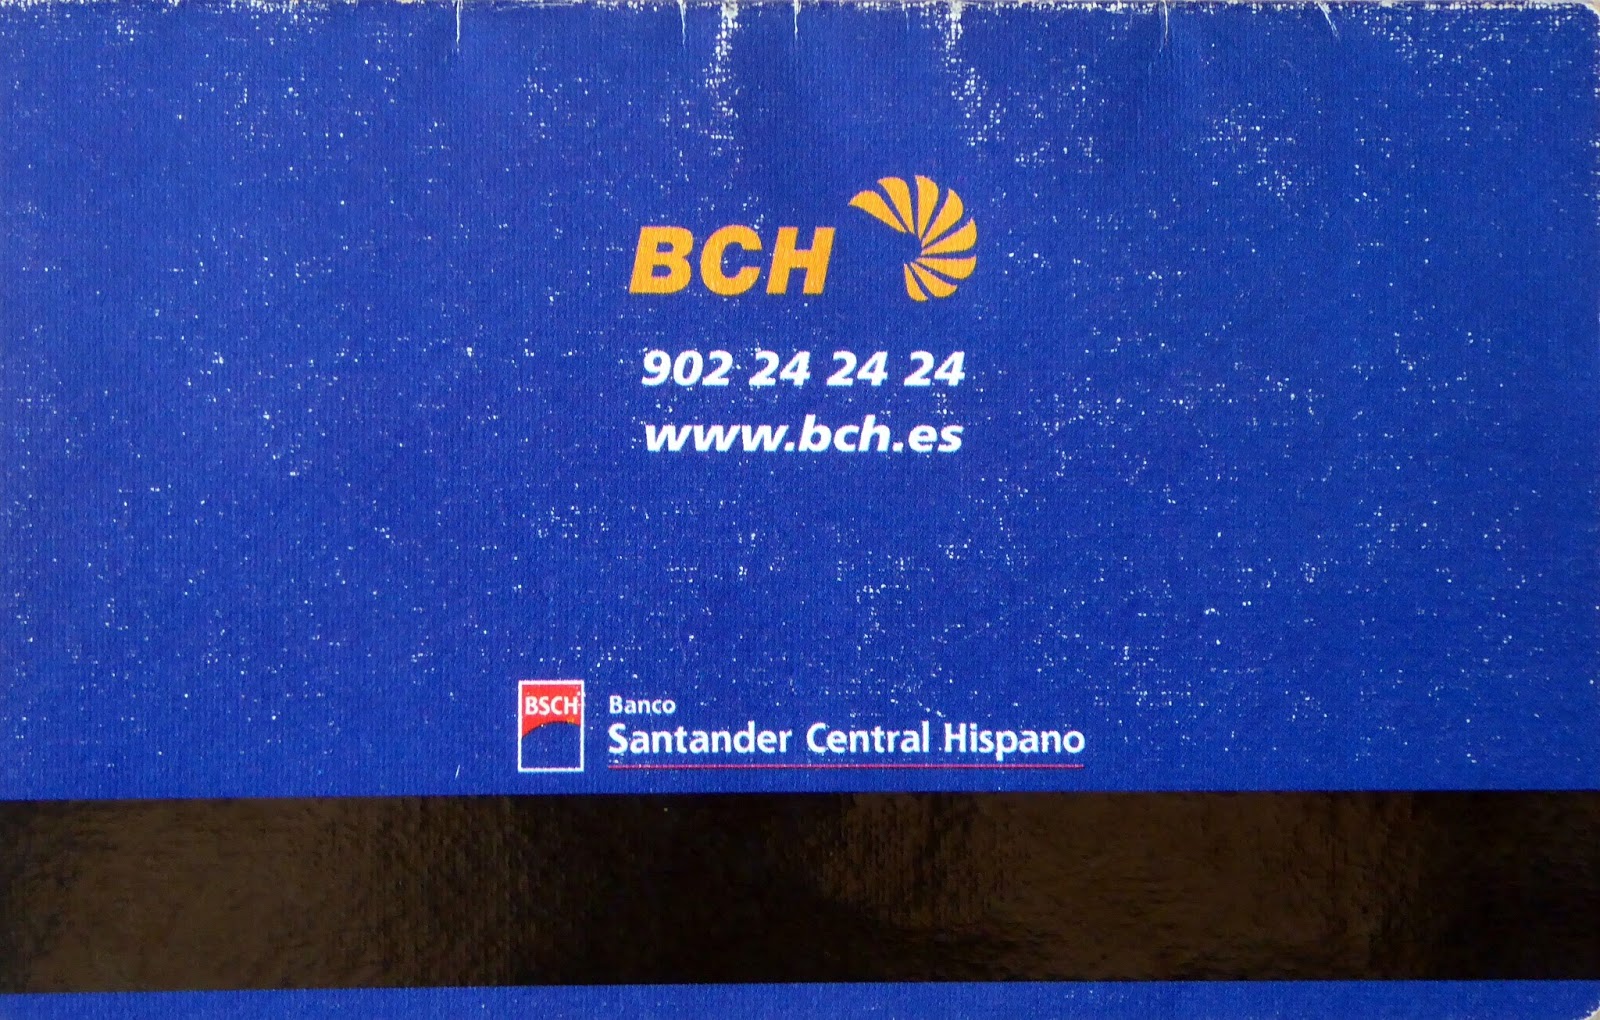 BCH
902 24 24 24
www.bch.es
BSCH
Banco
Santander Central Hispano